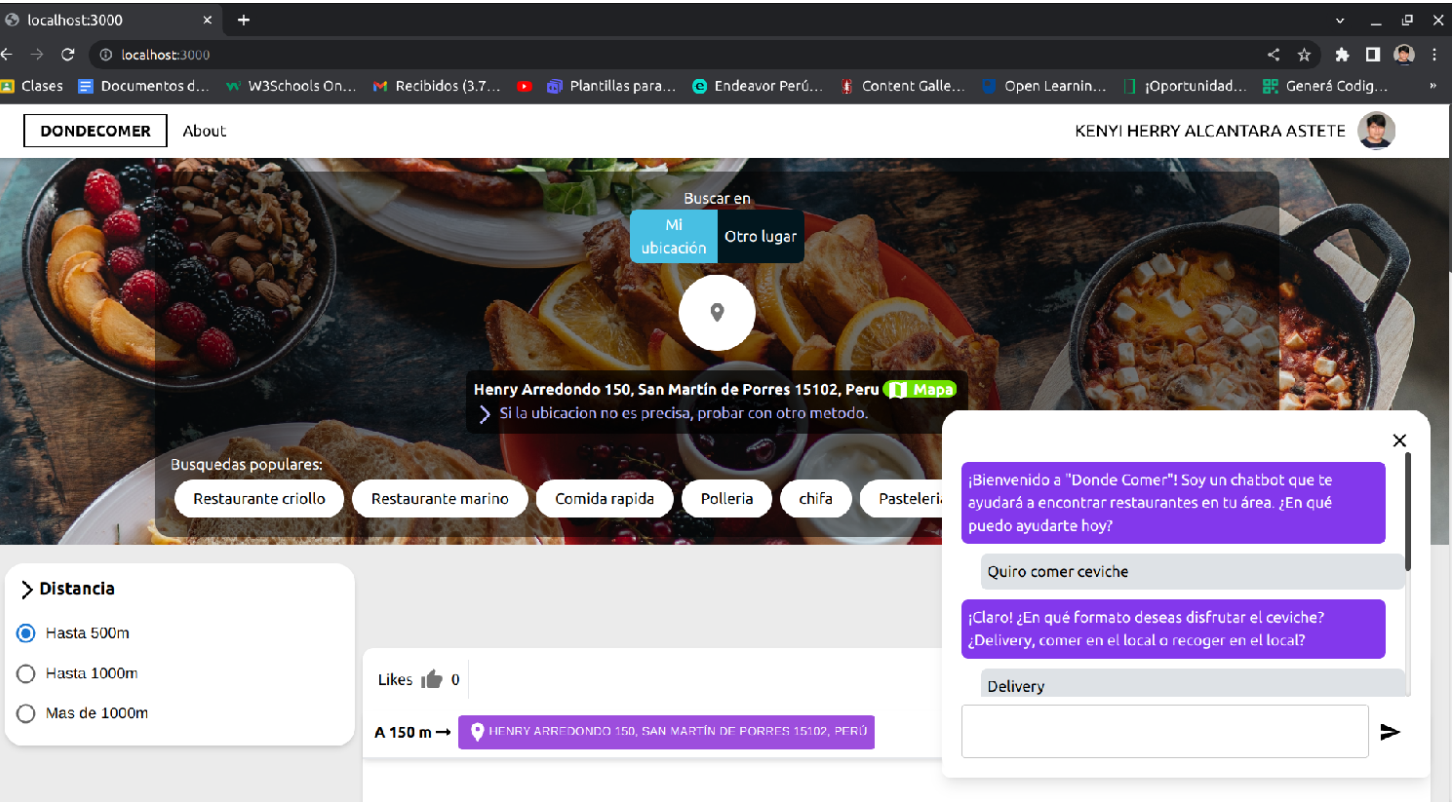 localhost:3000
localhost:3000
Clases Documentos d... W3Schools On... Recibidos (3.7... Plantillas para... Endeavor Perú... Content Galle... Open Learnin... ¡Oportunidad... Generá Codig... »
DONDECOMER About KENYI HERRY ALCANTARA ASTETE
Buscar en
Mi
ubicación
Otro lugar
Henry Arredondo 150, San Martín de Porres 15102, Peru Mapa
Si la ubicacion no es precisa, probar con otro metodo.
Busquedas populares:
Restaurante criollo Restaurante marino Comida rapida Polleria chifa Pasteleria
Distancia
Hasta 500m
Hasta 1000m
Mas de 1000m
Likes 0
A 150 m → HENRY ARREDONDO 150, SAN MARTÍN DE PORRES 15102, PERÚ
¡Bienvenido a "Donde Comer"! Soy un chatbot que te
ayudará a encontrar restaurantes en tu área. ¿En qué
puedo ayudarte hoy?
Quiro comer ceviche
¡Claro! ¿En qué formato deseas disfrutar el ceviche?
¿Delivery, comer en el local o recoger en el local?
Delivery